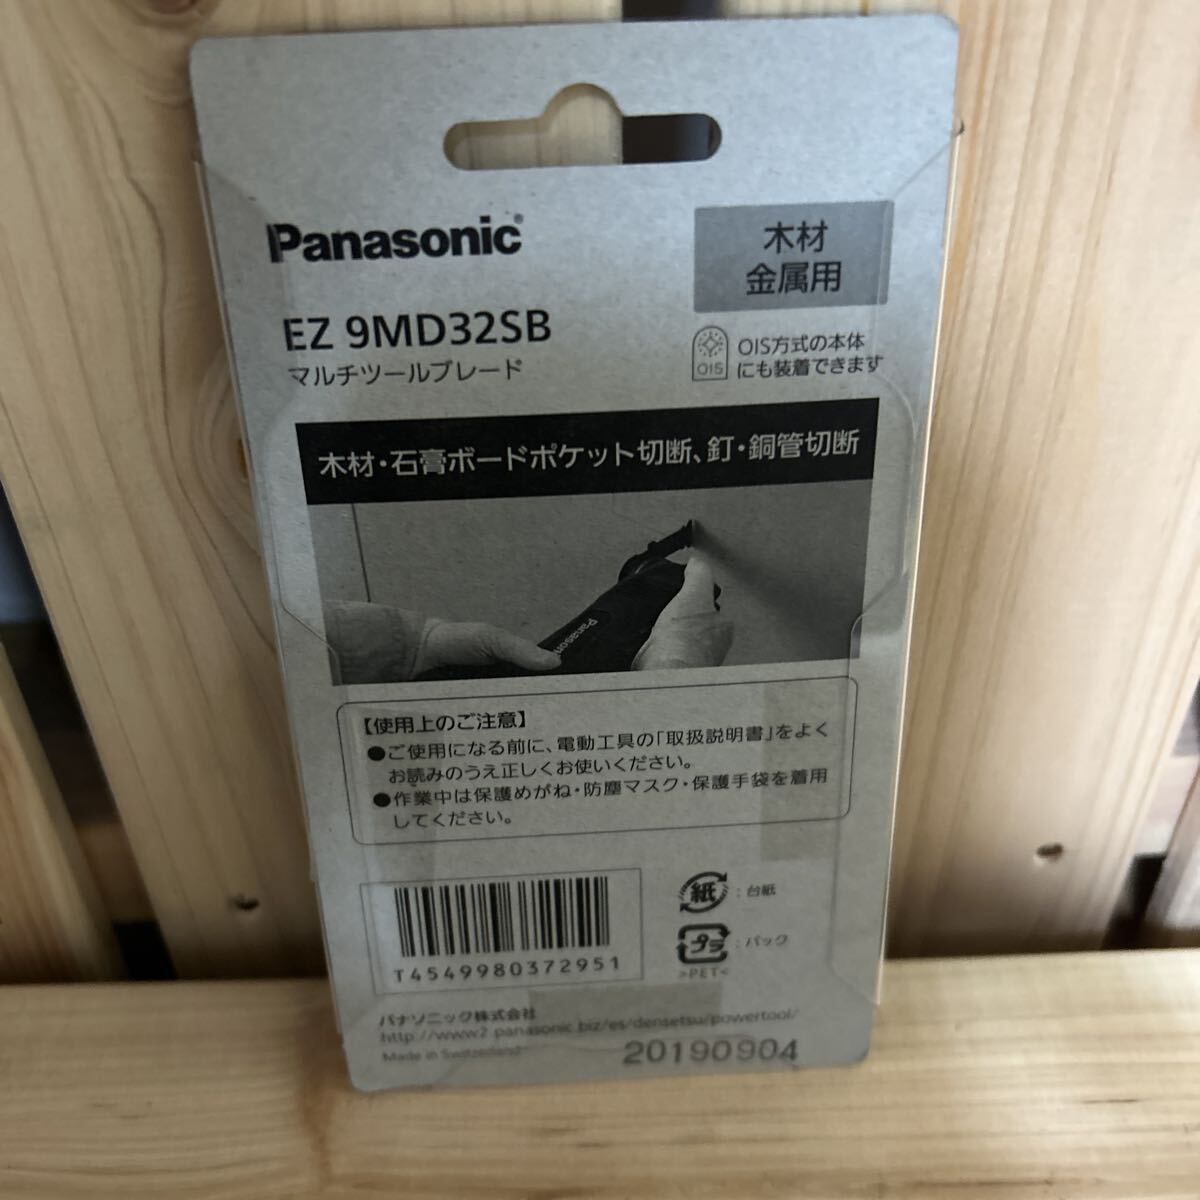 Panasonic®
木材
金属用
EZ 9MD32SB
マルチツールブレード
OIS
OIS方式の本体
にも装着できます
木材・石膏ボードポケット切断、釘・銅管切断
Panasonic
【使用上のご注意】
●ご使用になる前に、電動工具の「取扱説明書」をよく
お読みのうえ正しくお使いください。
●作業中は保護めがね・防塵マスク・保護手袋を着用
してください。
紙 : 台紙
プラ : パック
>PET<
T4549980372951
パナソニック株式会社
http://www2.panasonic.biz/es/densetsu/powertool/
Made in Switzerland
20190904